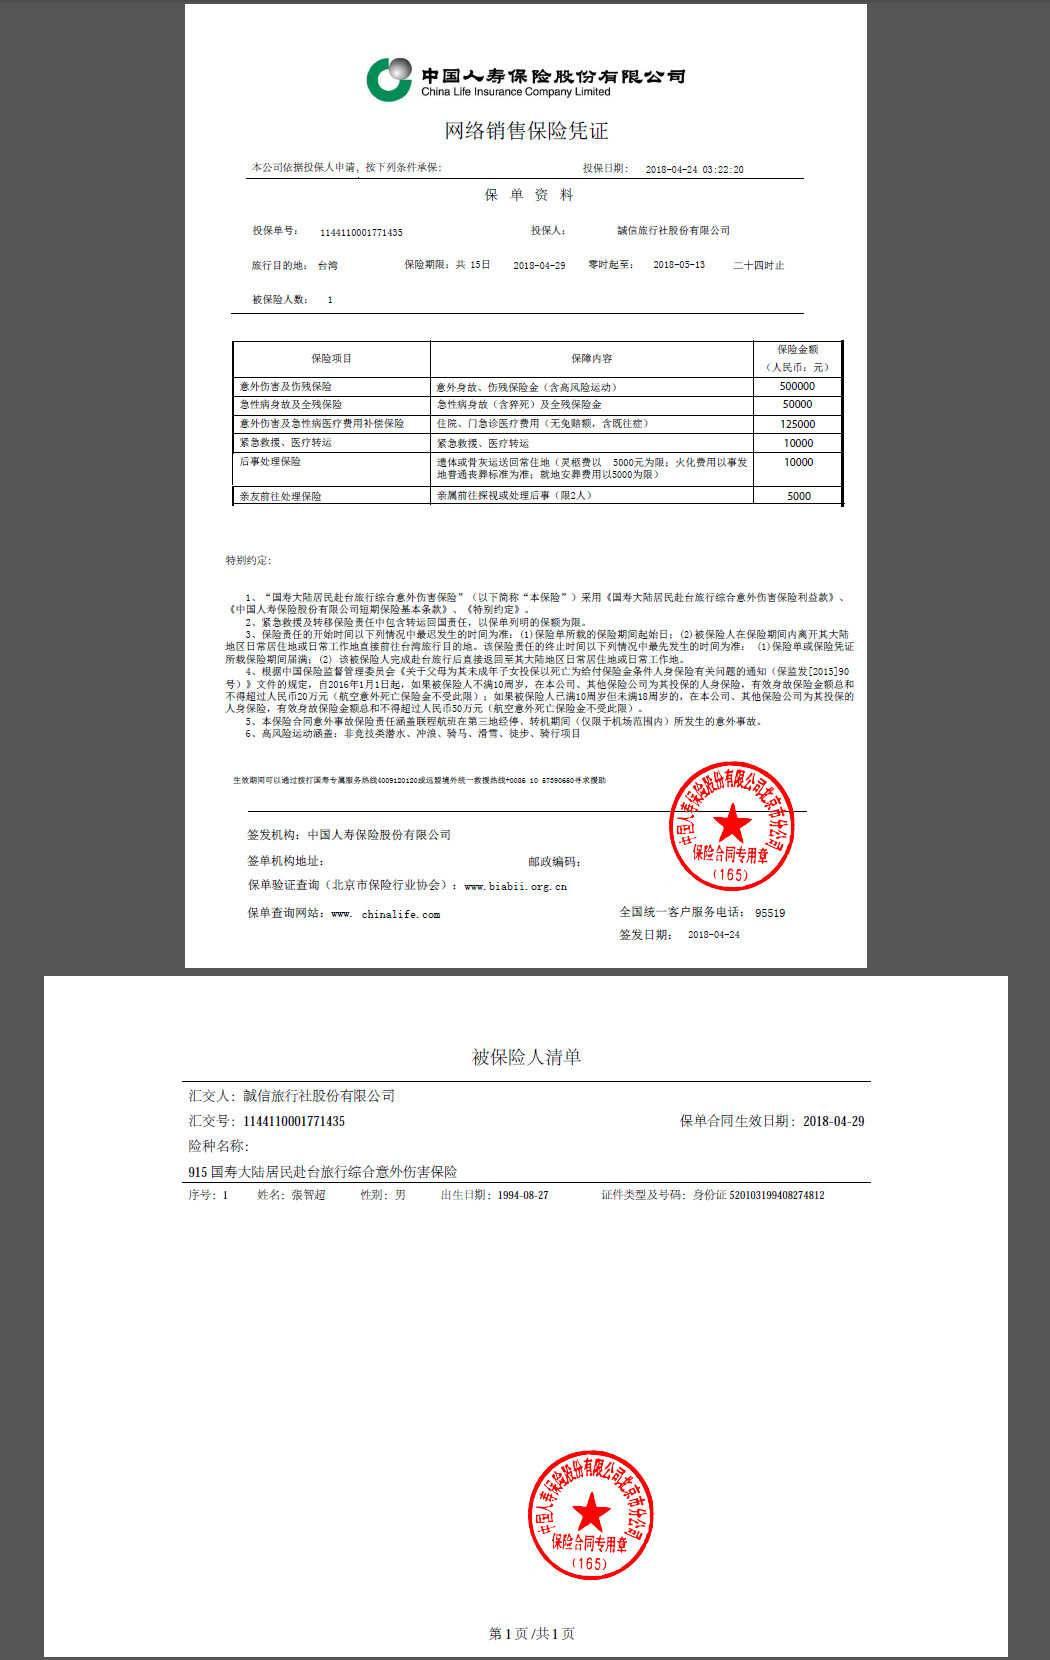 中国人寿保险股份有限公司
China Life Insurance Company Limited
网络销售保险凭证
本公司依据投保人申请，按下列条件承保： 投保日期： 2018-04-24 03:22:20
保 单 资 料
投保单号： 1144110001771435 投保人： 誠信旅行社股份有限公司
旅行目的地： 台湾 保险期限：共 15日 2018-04-29 零时起至： 2018-05-13 二十四时止
被保险人数： 1
保险项目 保障内容 保险金额（人民币：元）
意外伤害及伤残保险 意外身故、伤残保险金（含高风险运动） 500000
急性病身故及全残保险 急性病身故（含猝死）及全残保险金 50000
意外伤害及急性病医疗费用补偿保险 住院、门急诊医疗费用（无免赔额，含既往症） 125000
紧急救援、医疗转运 紧急救援、医疗转运 10000
后事处理保险 遗体或骨灰运送回常住地（灵柩费以 5000元为限；火化费用以事发 10000
地普通丧葬标准为准；就地安葬费用以5000为限）
亲友前往处理保险 亲属前往探视或处理后事（限2人） 5000
特别约定：
1、“国寿大陆居民赴台旅行综合意外伤害保险”（以下简称“本保险”）采用《国寿大陆居民赴台旅行综合意外伤害保险利益款》、
《中国人寿保险股份有限公司短期保险基本条款》、《特别约定》。
2、紧急救援及转移保险责任中包含转运回国责任，以保单列明的保额为限。
3、保险责任的开始时间以下列情况中最迟发生的时间为准：(1)保险单所载的保险期间起始日；(2)被保险人在保险期间内离开其大陆
地区日常居住地或日常工作地直接前往台湾旅行目的地。该保险责任的终止时间以下列情况中最先发生的时间为准： (1)保险单或保险凭证
所载保险期间届满；(2) 该被保险人完成赴台旅行后直接返回至其大陆地区日常居住地或日常工作地。
4、根据中国保险监督管理委员会《关于父母为其未成年子女投保以死亡为给付保险金条件人身保险有关问题的通知（保监发[2015]90
号）》文件的规定，自2016年1月1日起，如果被保险人不满10周岁，在本公司、其他保险公司为其投保的人身保险，有效身故保险金额总和
不得超过人民币20万元（航空意外死亡保险金不受此限）；如果被保险人已满10周岁但未满18周岁的，在本公司、其他保险公司为其投保的
人身保险，有效身故保险金额总和不得超过人民币50万元（航空意外死亡保险金不受此限）。
5、本保险合同意外事故保险责任涵盖联程航班在第三地经停、转机期间（仅限于机场范围内）所发生的意外事故。
6、高风险运动涵盖：非竞技类潜水、冲浪、骑马、滑雪、徒步、骑行项目
生效期间可以通过拨打国寿专属服务热线4009120120或远盟境外统一救援热线+0086 10 57590650寻求援助
签发机构：中国人寿保险股份有限公司
签单机构地址： 邮政编码：
保单验证查询（北京市保险行业协会）：www.biabii.org.cn
保单查询网站：www. chinalife.com 全国统一客户服务电话： 95519
签发日期： 2018-04-24
中国人寿保险股份有限公司北京市分公司
保险合同专用章
(165)
被保险人清单
汇交人：誠信旅行社股份有限公司
汇交号：1144110001771435 保单合同生效日期：2018-04-29
险种名称：
915 国寿大陆居民赴台旅行综合意外伤害保险
序号：1 姓名：張智超 性别：男 出生日期：1994-08-27 证件类型及号码：身份证 520103199408274812
中国人寿保险股份有限公司北京市分公司
保险合同专用章
(165)
第 1 页 /共 1 页